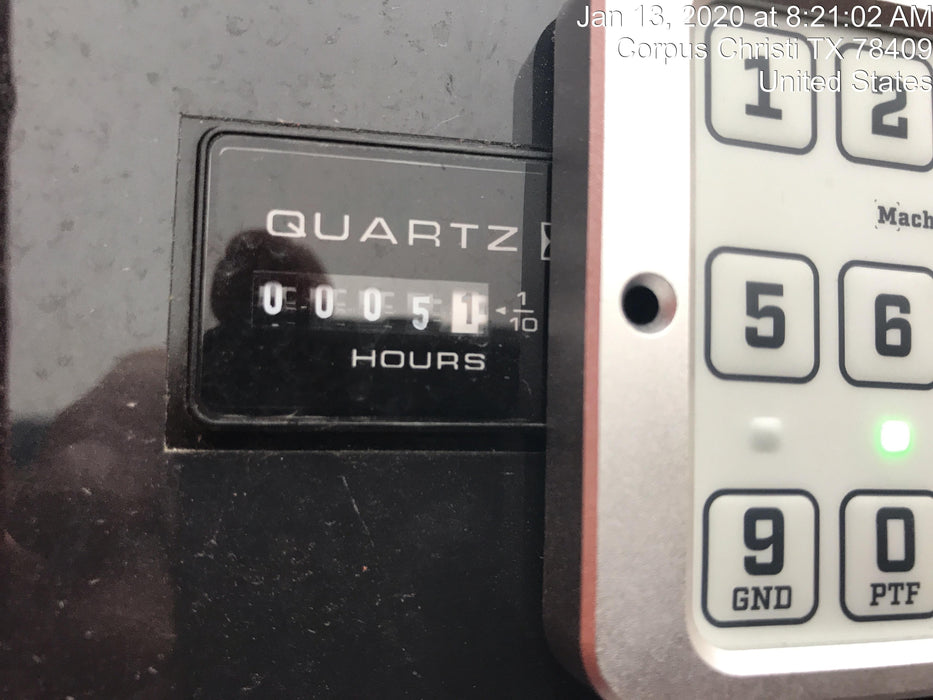 Jan 13, 2020 at 8:21:02 AM
Corpus Christi TX 78409
United States
1 2
QUARTZ
Mach
0 0 0 5 1
1/10
HOURS
5 6
9 0
GND PTF